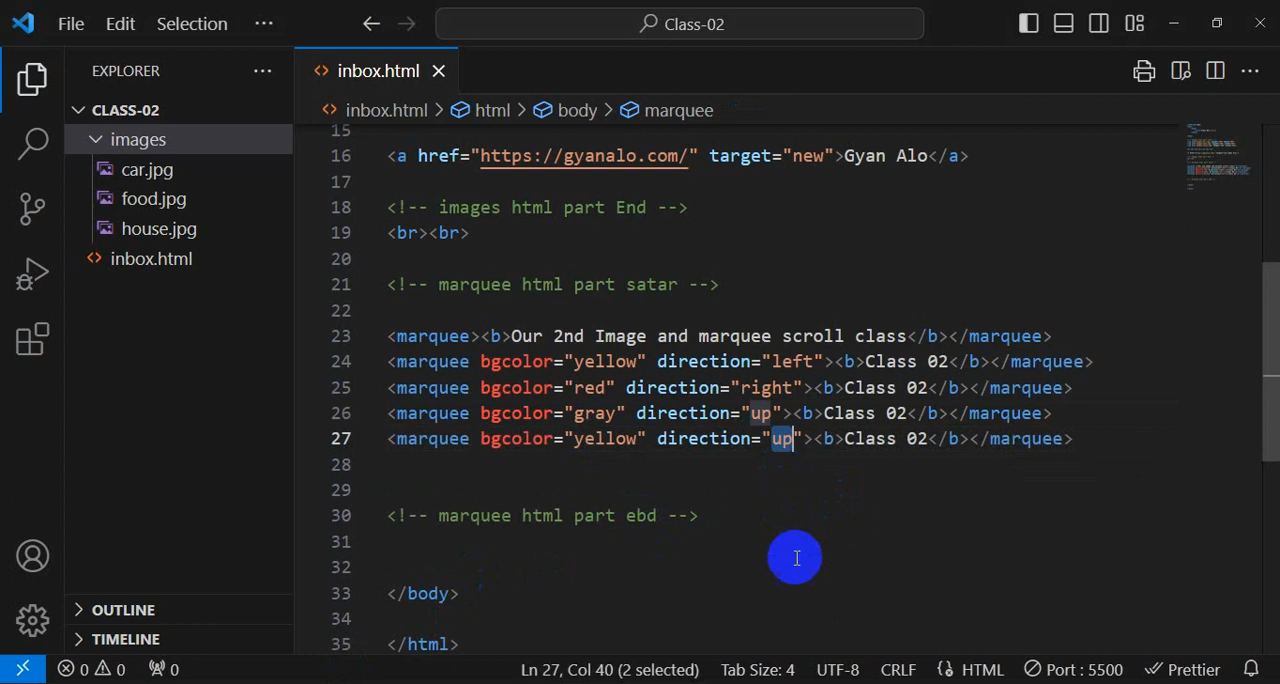 File Edit Selection ··· Class-02
EXPLORER ···
inbox.html
CLASS-02
inbox.html > html > body > marquee
images
car.jpg
food.jpg
house.jpg
inbox.html
15
16 <a href="https://gyanalo.com/" target="new">Gyan Alo</a>
17
18 <!-- images html part End -->
19 <br><br>
20
21 <!-- marquee html part satar -->
22
23 <marquee><b>Our 2nd Image and marquee scroll class</b></marquee>
24 <marquee bgcolor="yellow" direction="left"><b>Class 02</b></marquee>
25 <marquee bgcolor="red" direction="right"><b>Class 02</b></marquee>
26 <marquee bgcolor="gray" direction="up"><b>Class 02</b></marquee>
27 <marquee bgcolor="yellow" direction="up"><b>Class 02</b></marquee>
28
29
30 <!-- marquee html part ebd -->
31
32
33 </body>
34
35 </html>
OUTLINE
TIMELINE
0 0 0 Ln 27, Col 40 (2 selected) Tab Size: 4 UTF-8 CRLF HTML Port : 5500 Prettier